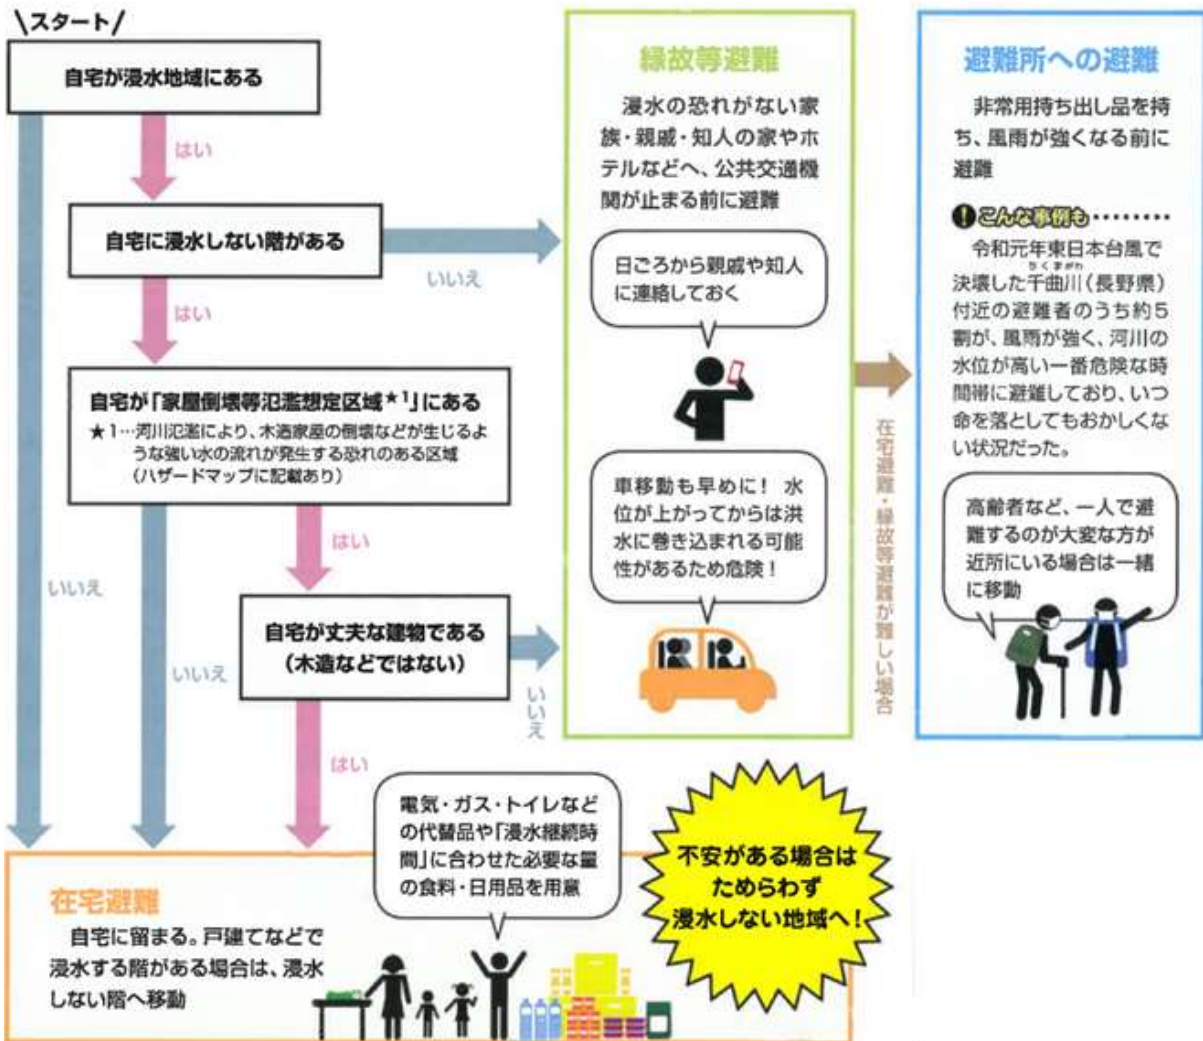 \スタート/
自宅が浸水地域にある
はい
自宅に浸水しない階がある
いいえ
はい
自宅が「家屋倒壊等氾濫想定区域★1」にある
★1…河川氾濫により、木造家屋の倒壊などが生じるよ
うな強い水の流れが発生する恐れのある区域
(ハザードマップに記載あり)
はい
いいえ
いいえ
自宅が丈夫な建物である
(木造などではない)
いいえ
はい
緑故等避難
浸水の恐れがない家
族・親戚・知人の家やホ
テルなどへ、公共交通機
関が止まる前に避難
日ごろから親戚や知人
に連絡しておく
車移動も早めに! 水
位が上がってからは洪
水に巻き込まれる可能
性があるため危険!
在宅避難・縁故等避難が難しい場合
避難所への避難
非常用持ち出し品を持
ち、風雨が強くなる前に
避難
!こんな事例も………
令和元年東日本台風で
ちくまがわ
決壊した千曲川(長野県)
付近の避難者のうち約5
割が、風雨が強く、河川の
水位が高い一番危険な時
間帯に避難しており、いつ
命を落としてもおかしくな
い状況だった。
高齢者など、一人で避
難するのが大変な方が
近所にいる場合は一緒
に移動
在宅避難
自宅に留まる。戸建てなどで
浸水する階がある場合は、浸水
しない階へ移動
電気・ガス・トイレなど
の代替品や「浸水継続時
間」に合わせた必要な量
の食料・日用品を用意
不安がある場合は
ためらわず
浸水しない地域へ!